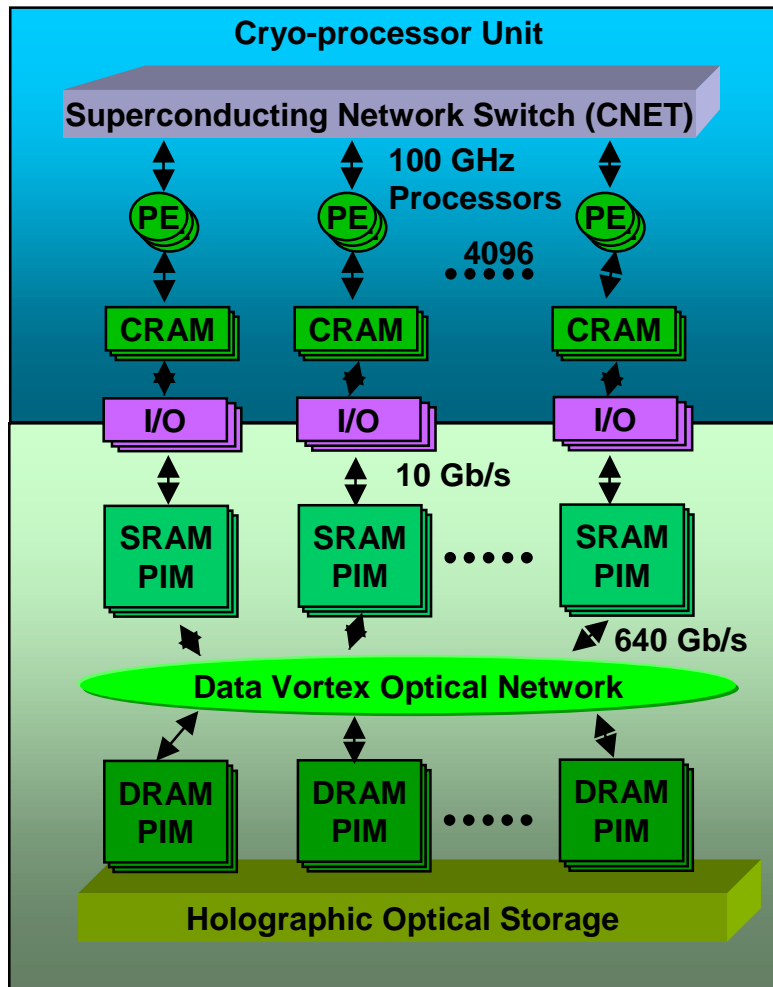 Cryo-processor Unit
Superconducting Network Switch (CNET)
100 GHz
Processors
PE PE PE
4096
CRAM CRAM CRAM
I/O I/O I/O
10 Gb/s
SRAM PIM SRAM PIM SRAM PIM
640 Gb/s
Data Vortex Optical Network
DRAM PIM DRAM PIM DRAM PIM
Holographic Optical Storage